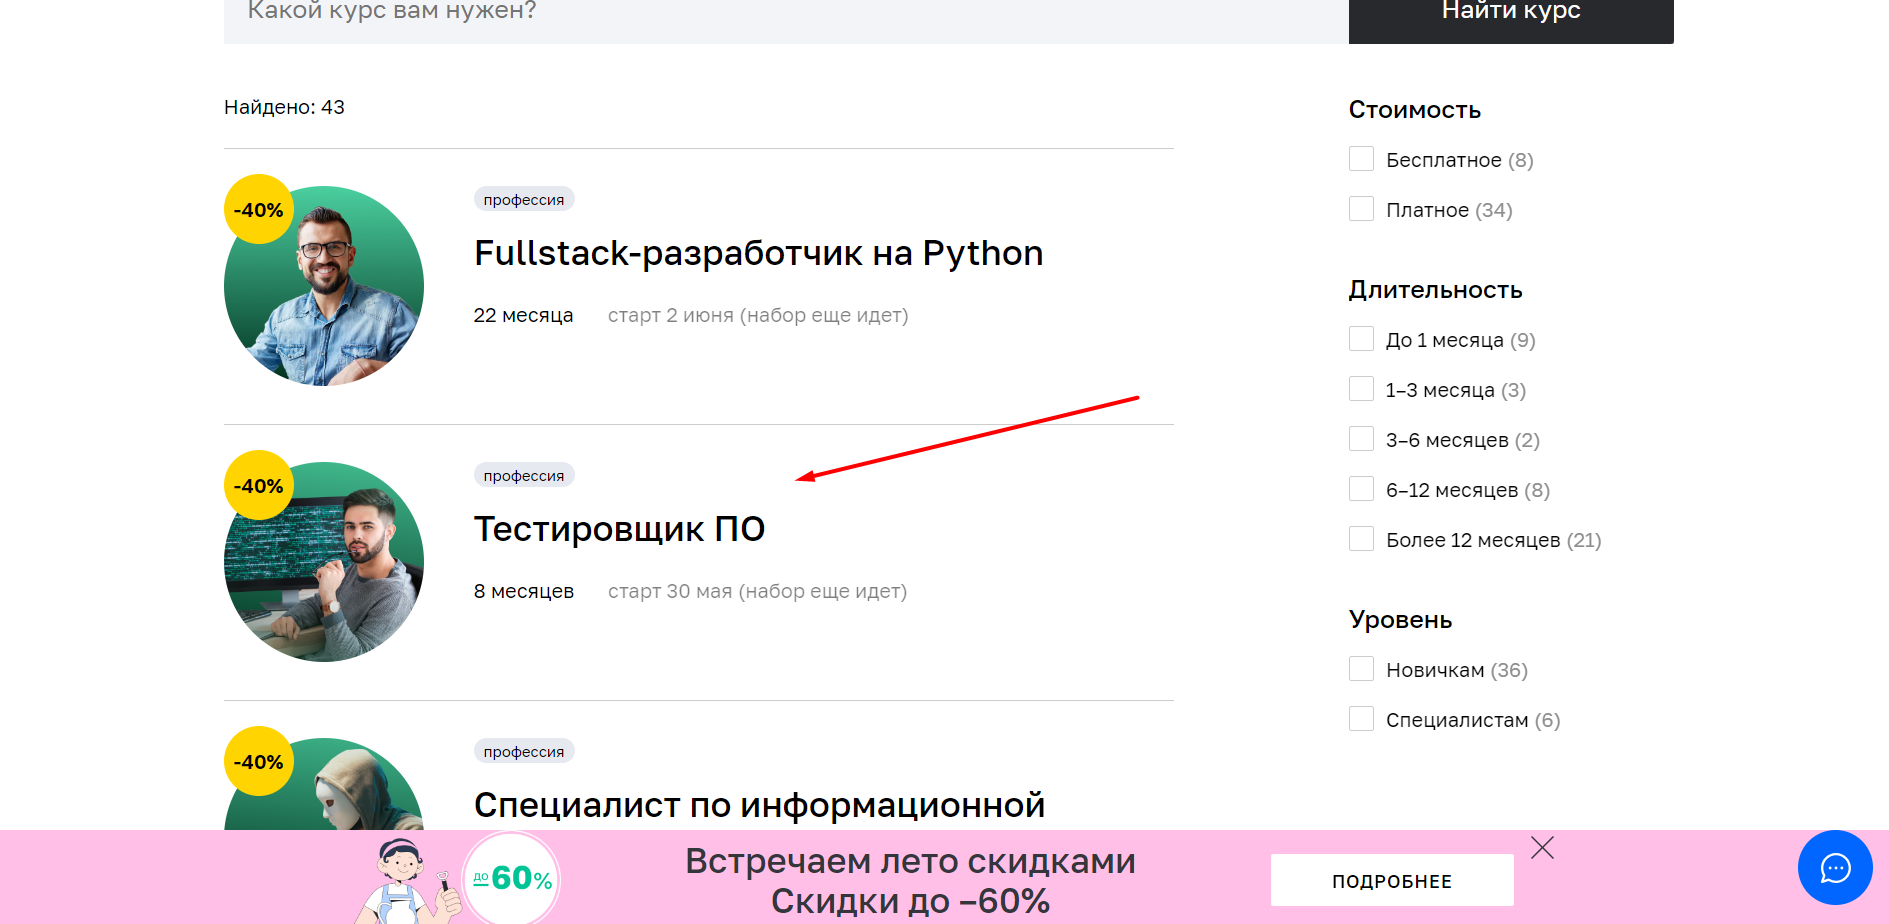 Какой курс вам нужен?
Найти курс
Найдено: 43
-40%
профессия
Fullstack-разработчик на Python
22 месяца
старт 2 июня (набор еще идет)
-40%
профессия
Тестировщик ПО
8 месяцев
старт 30 мая (набор еще идет)
-40%
профессия
Специалист по информационной
Стоимость
Бесплатное (8)
Платное (34)
Длительность
До 1 месяца (9)
1–3 месяца (3)
3–6 месяцев (2)
6–12 месяцев (8)
Более 12 месяцев (21)
Уровень
Новичкам (36)
Специалистам (6)
до 60%
Встречаем лето скидками
Скидки до –60%
ПОДРОБНЕЕ